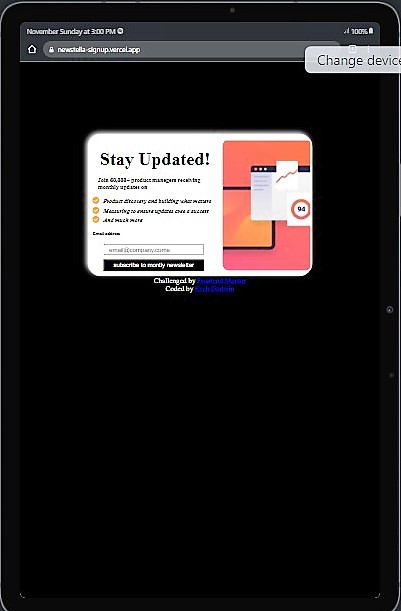 November Sunday at 3:00 PM
100%
newstella-signup.vercel.app
Change device
Stay Updated!
Join 60,000+ product managers receiving
monthly updates on
Product discovery and building what matters
Measuring to ensure updates are a success
And much more
Email address
email@company.come
subscribe to montly newsletter
94
Challenged by Frontend Mentor
Coded by